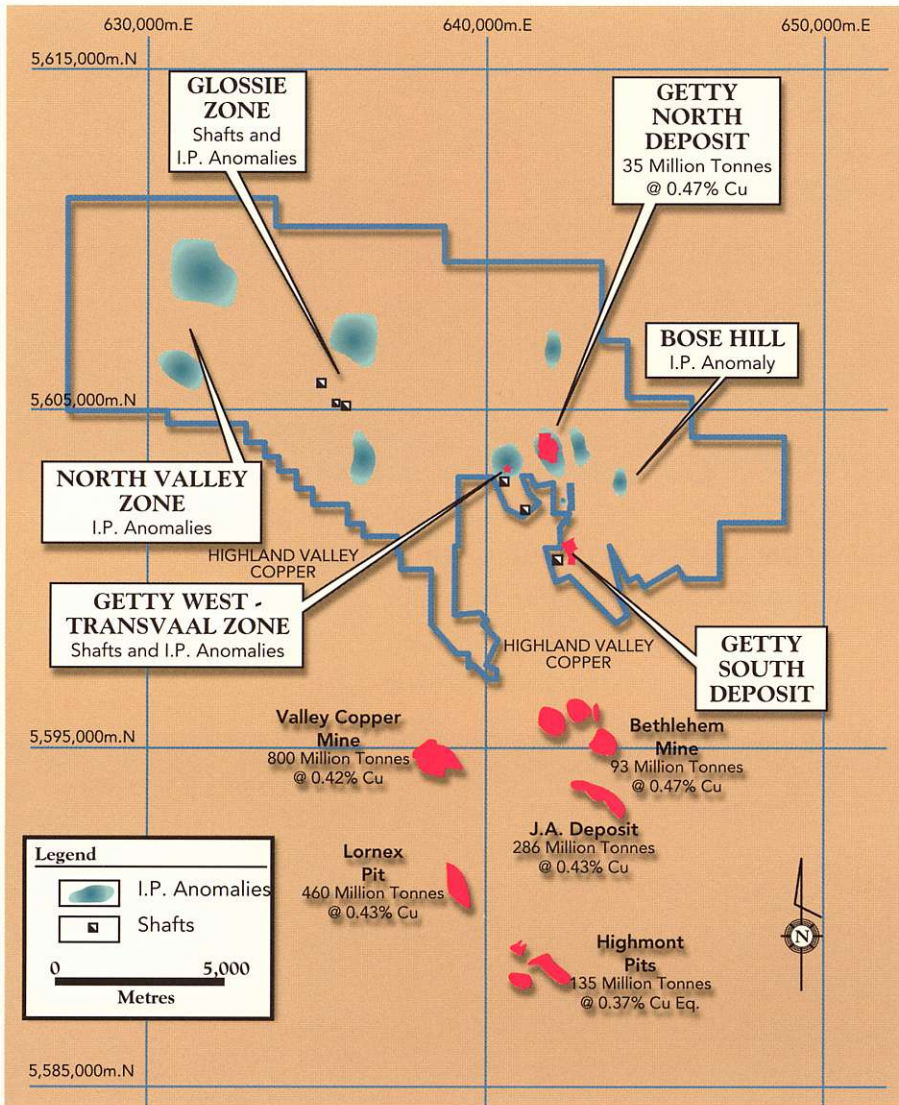 630,000m.E
640,000m.E
650,000m.E
5,615,000m.N
GLOSSIE
ZONE
Shafts and
I.P. Anomalies
GETTY
NORTH
DEPOSIT
35 Million Tonnes
@ 0.47% Cu
BOSE HILL
I.P. Anomaly
5,605,000m.N
NORTH VALLEY
ZONE
I.P. Anomalies
HIGHLAND VALLEY
COPPER
GETTY WEST -
TRANSVAAL ZONE
Shafts and I.P. Anomalies
HIGHLAND VALLEY
COPPER
GETTY
SOUTH
DEPOSIT
5,595,000m.N
Valley Copper
Mine
800 Million Tonnes
@ 0.42% Cu
Bethlehem
Mine
93 Million Tonnes
@ 0.47% Cu
J.A. Deposit
286 Million Tonnes
@ 0.43% Cu
Lornex
Pit
460 Million Tonnes
@ 0.43% Cu
Highmont
Pits
135 Million Tonnes
@ 0.37% Cu Eq.
Legend
I.P. Anomalies
Shafts
0 5,000
Metres
N
5,585,000m.N